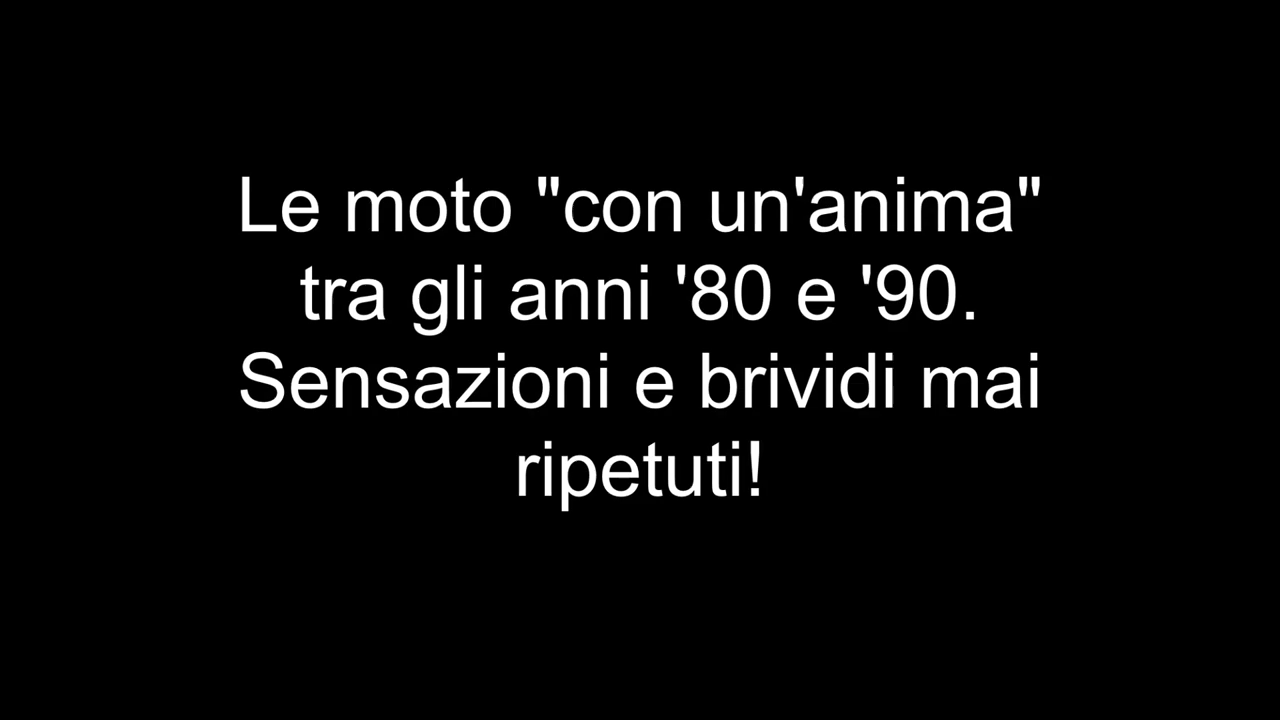 Le moto "con un'anima"
tra gli anni '80 e '90.
Sensazioni e brividi mai
ripetuti!